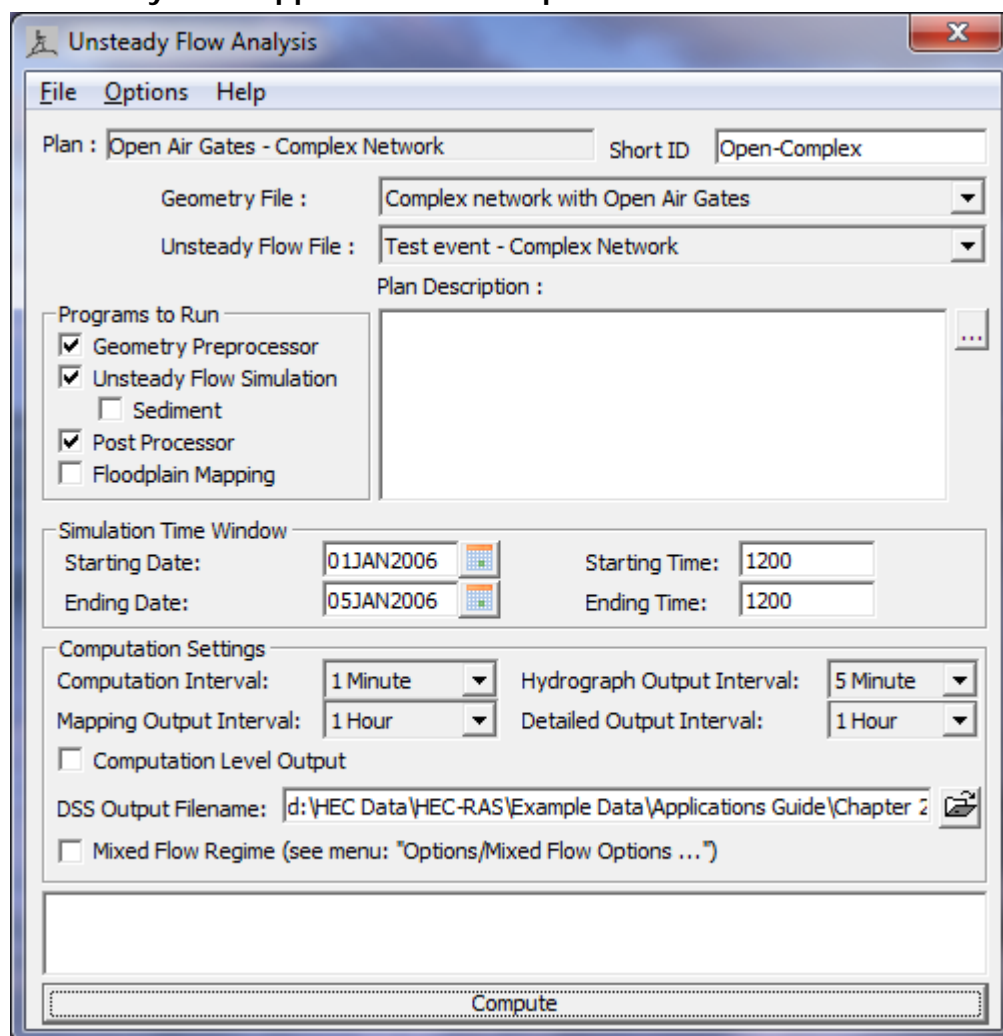 Unsteady Flow Analysis
File Options Help
Plan : Open Air Gates - Complex Network Short ID Open-Complex
Geometry File : Complex network with Open Air Gates
Unsteady Flow File : Test event - Complex Network
Plan Description :
Programs to Run
Geometry Preprocessor
Unsteady Flow Simulation
Sediment
Post Processor
Floodplain Mapping
...
Simulation Time Window
Starting Date: 01JAN2006 Starting Time: 1200
Ending Date: 05JAN2006 Ending Time: 1200
Computation Settings
Computation Interval: 1 Minute Hydrograph Output Interval: 5 Minute
Mapping Output Interval: 1 Hour Detailed Output Interval: 1 Hour
Computation Level Output
DSS Output Filename: d:\HEC Data\HEC-RAS\Example Data\Applications Guide\Chapter 2
Mixed Flow Regime (see menu: "Options/Mixed Flow Options ...")
Compute